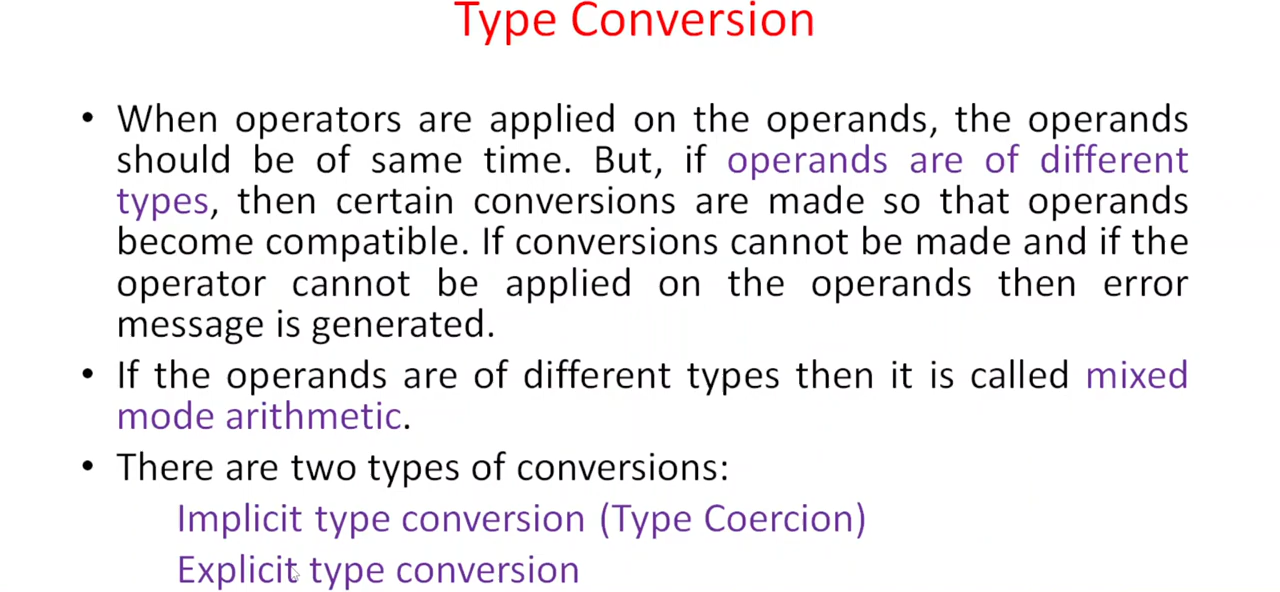 Type Conversion
• When operators are applied on the operands, the operands
should be of same time. But, if operands are of different
types, then certain conversions are made so that operands
become compatible. If conversions cannot be made and if the
operator cannot be applied on the operands then error
message is generated.
• If the operands are of different types then it is called mixed
mode arithmetic.
• There are two types of conversions:
Implicit type conversion (Type Coercion)
Explicit type conversion